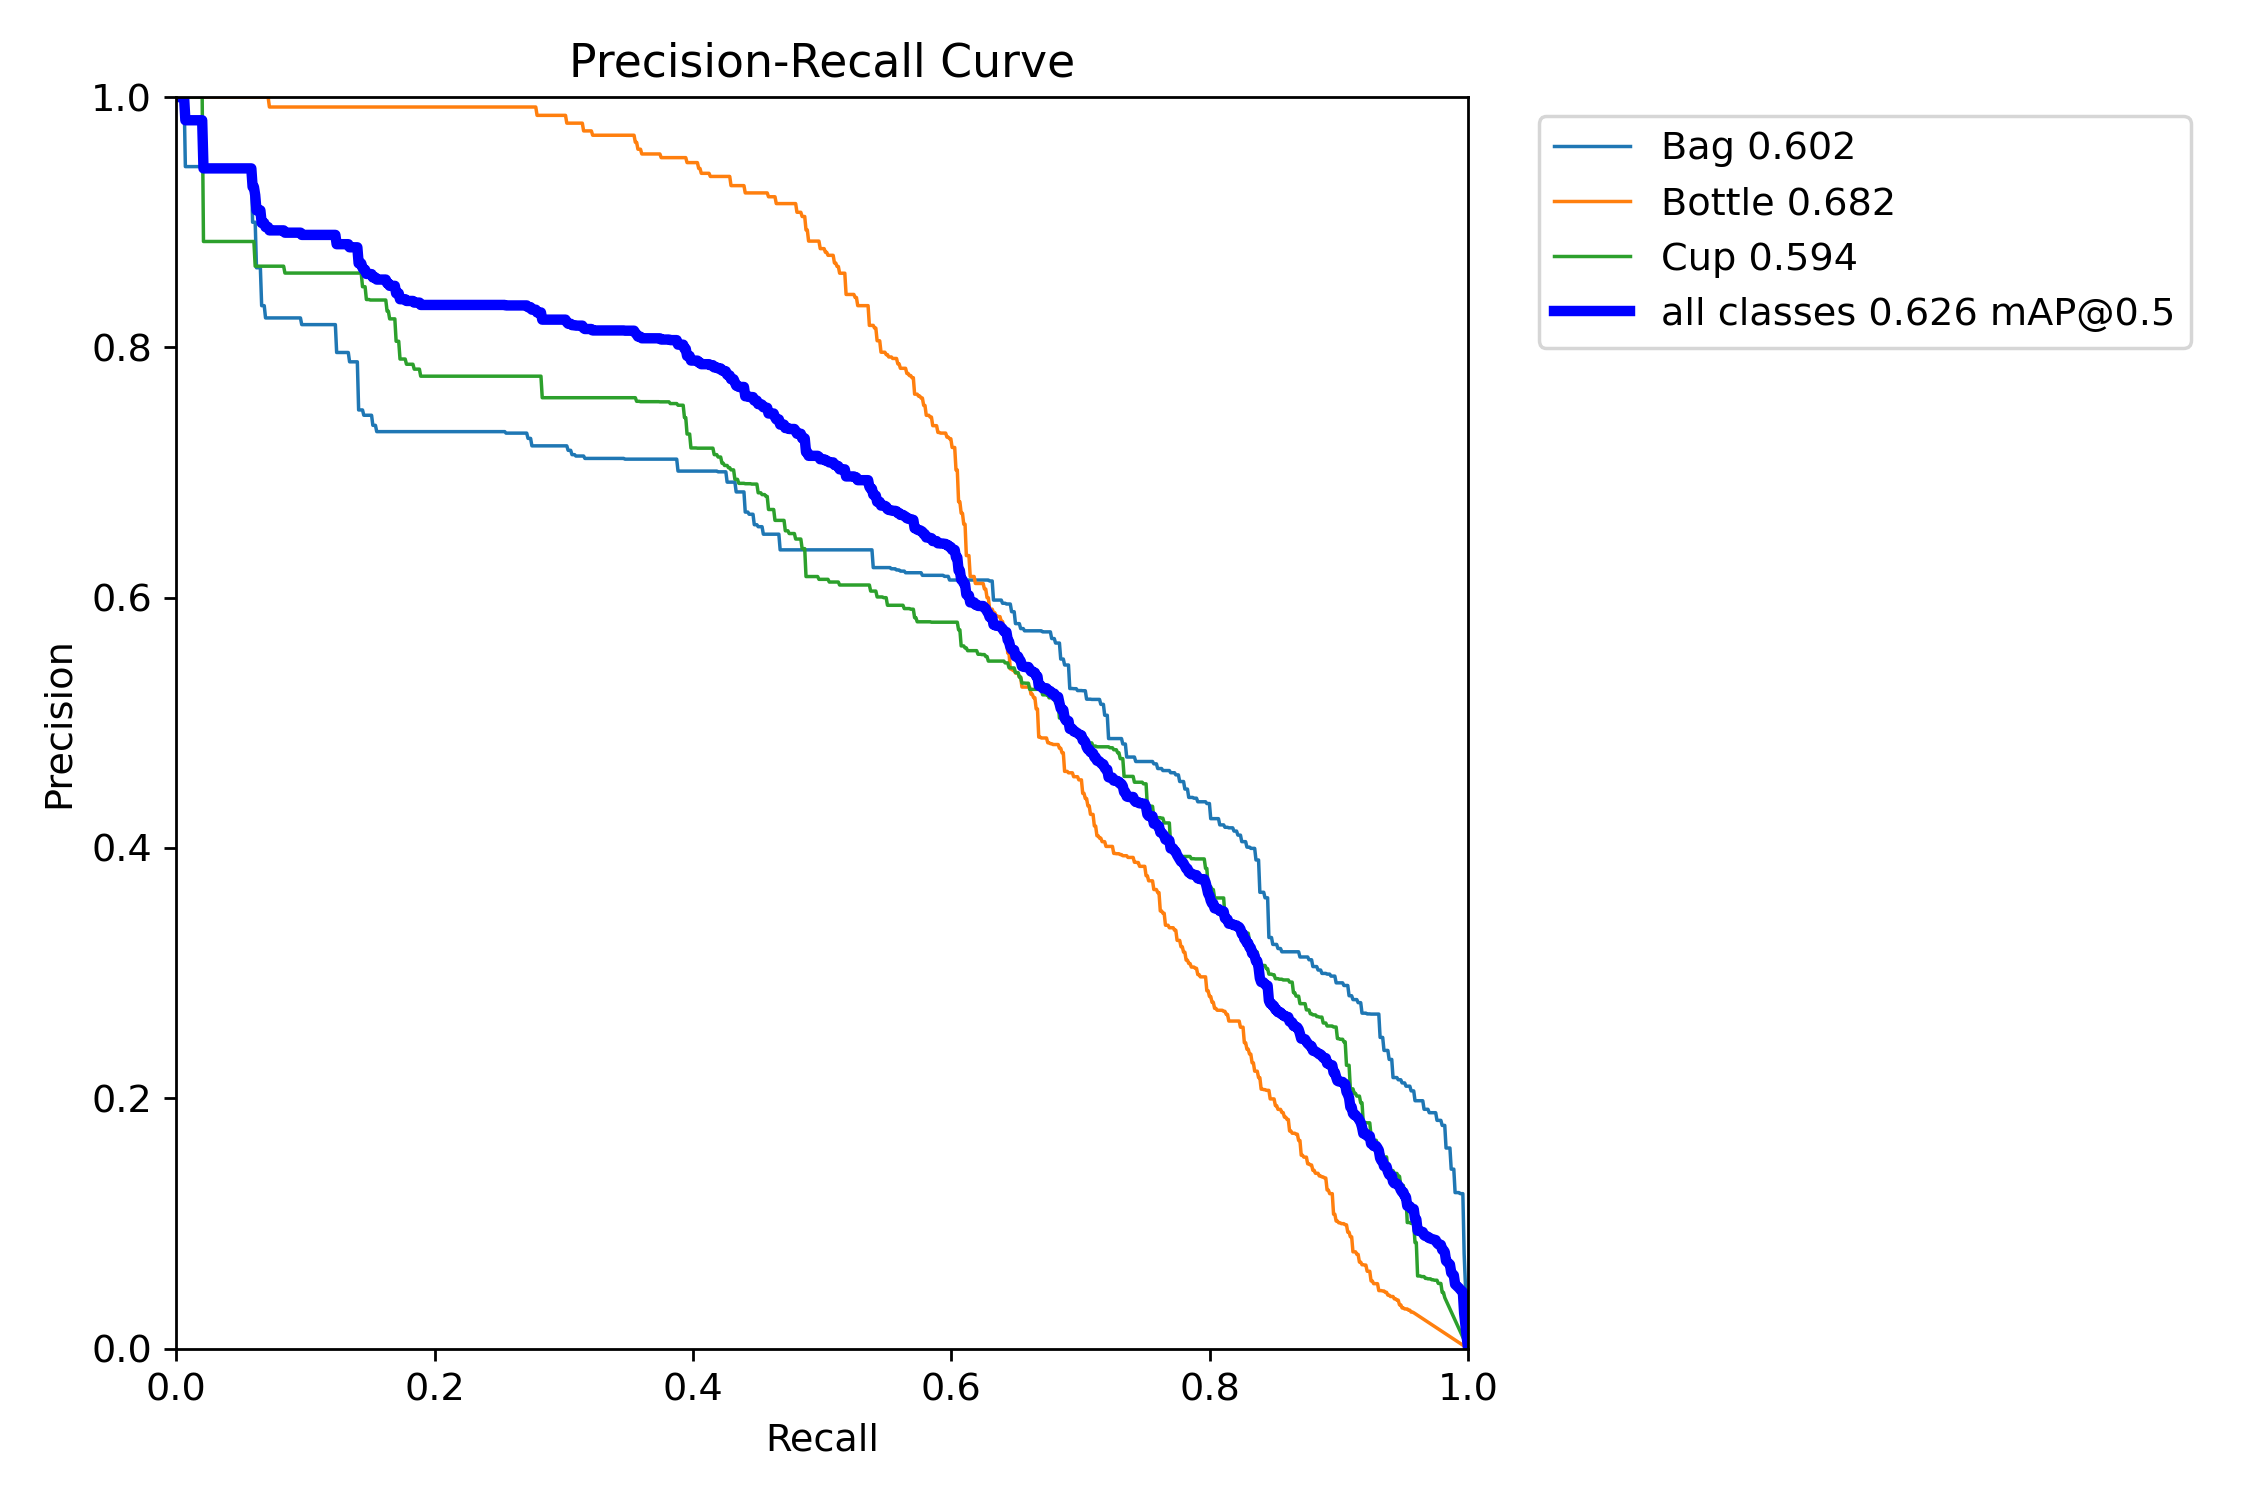 Precision-Recall Curve
Bag 0.602
Bottle 0.682
Cup 0.594
all classes 0.626 mAP@0.5
Precision
1.0
0.8
0.6
0.4
0.2
0.0
0.0 0.2 0.4 0.6 0.8 1.0
Recall